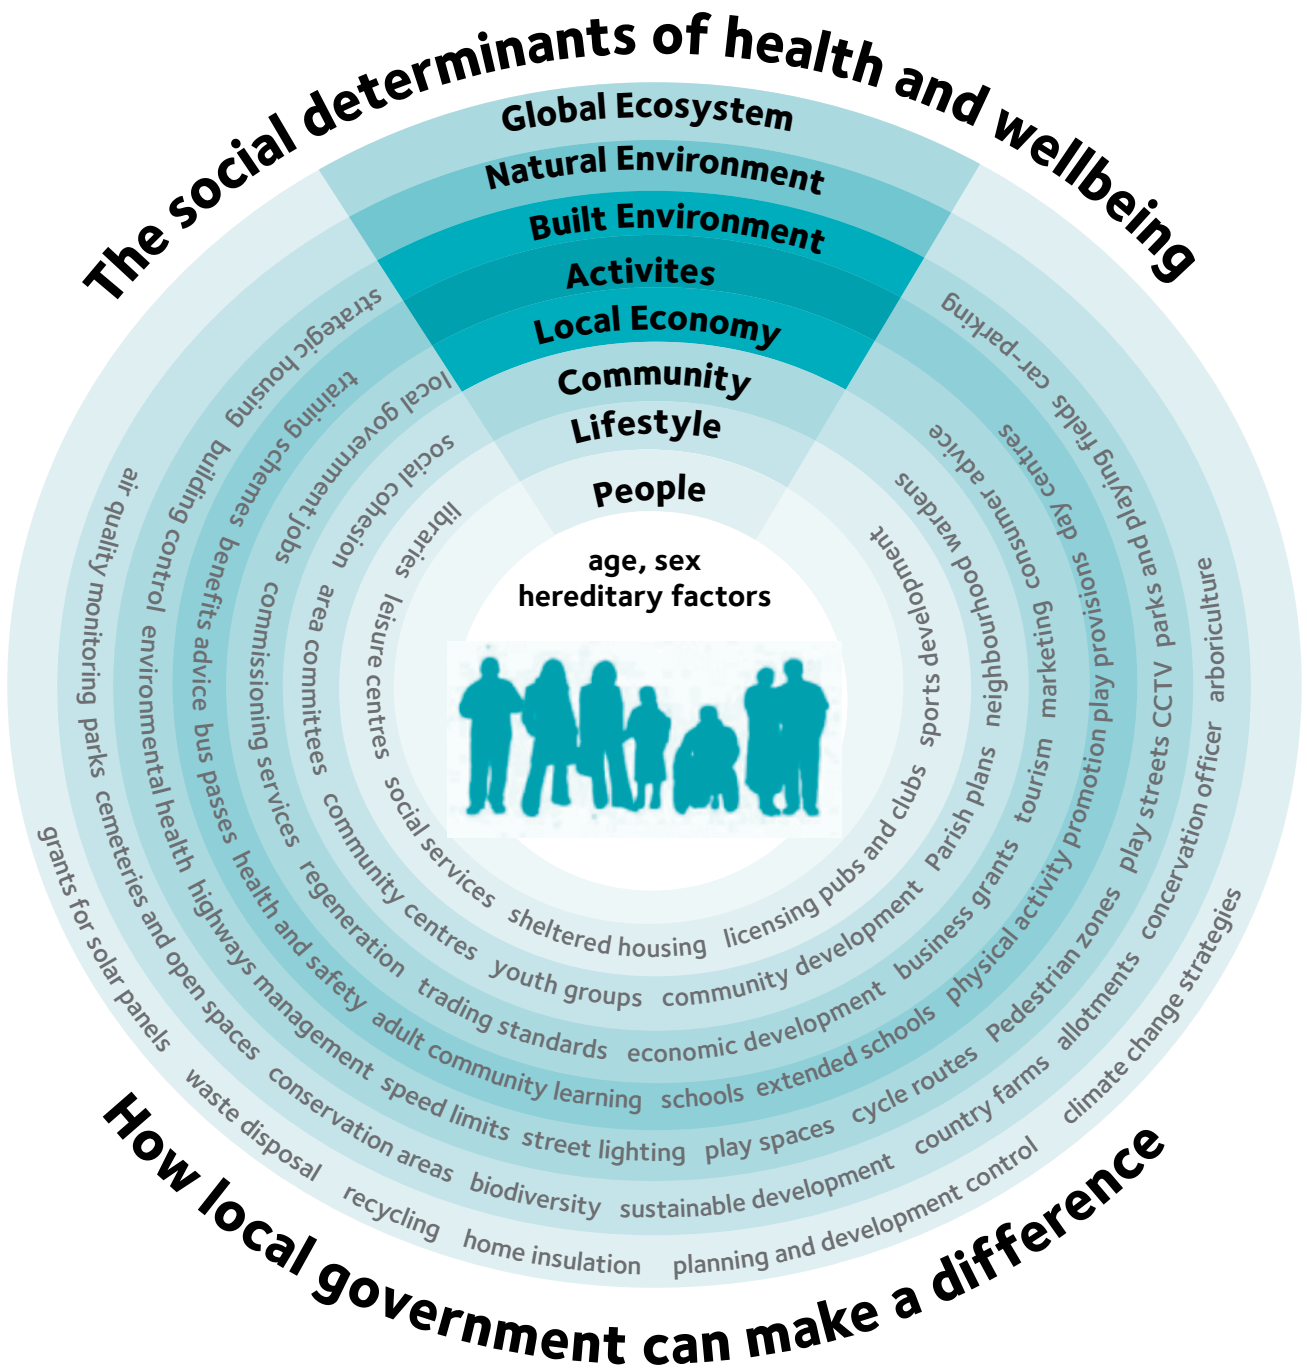 The social determinants of health and wellbeing
Global Ecosystem
Natural Environment
Built Environment
Activites
Local Economy
Community
Lifestyle
People
age, sex
hereditary factors
grants for solar panels waste disposal recycling home insulation planning and development control climate change strategies
air quality monitoring parks cemeteries and open spaces conservation areas biodiversity sustainable development country farms allotments concervation officer arboriculture
strategic housing building control environmental health highways management speed limits street lighting play spaces cycle routes Pedestrian zones play streets CCTV parks and playing fields car-parking
training schemes benefits advice bus passes health and safety adult community learning schools extended schools physical activity promotion play provisions day centres
local government jobs commissioning services regeneration trading standards economic development business grants tourism marketing consumer advice
social cohesion area committees community centres youth groups community development Parish plans neighbourhood wardens
libraries leisure centres social services sheltered housing licensing pubs and clubs sports development
How local government can make a difference